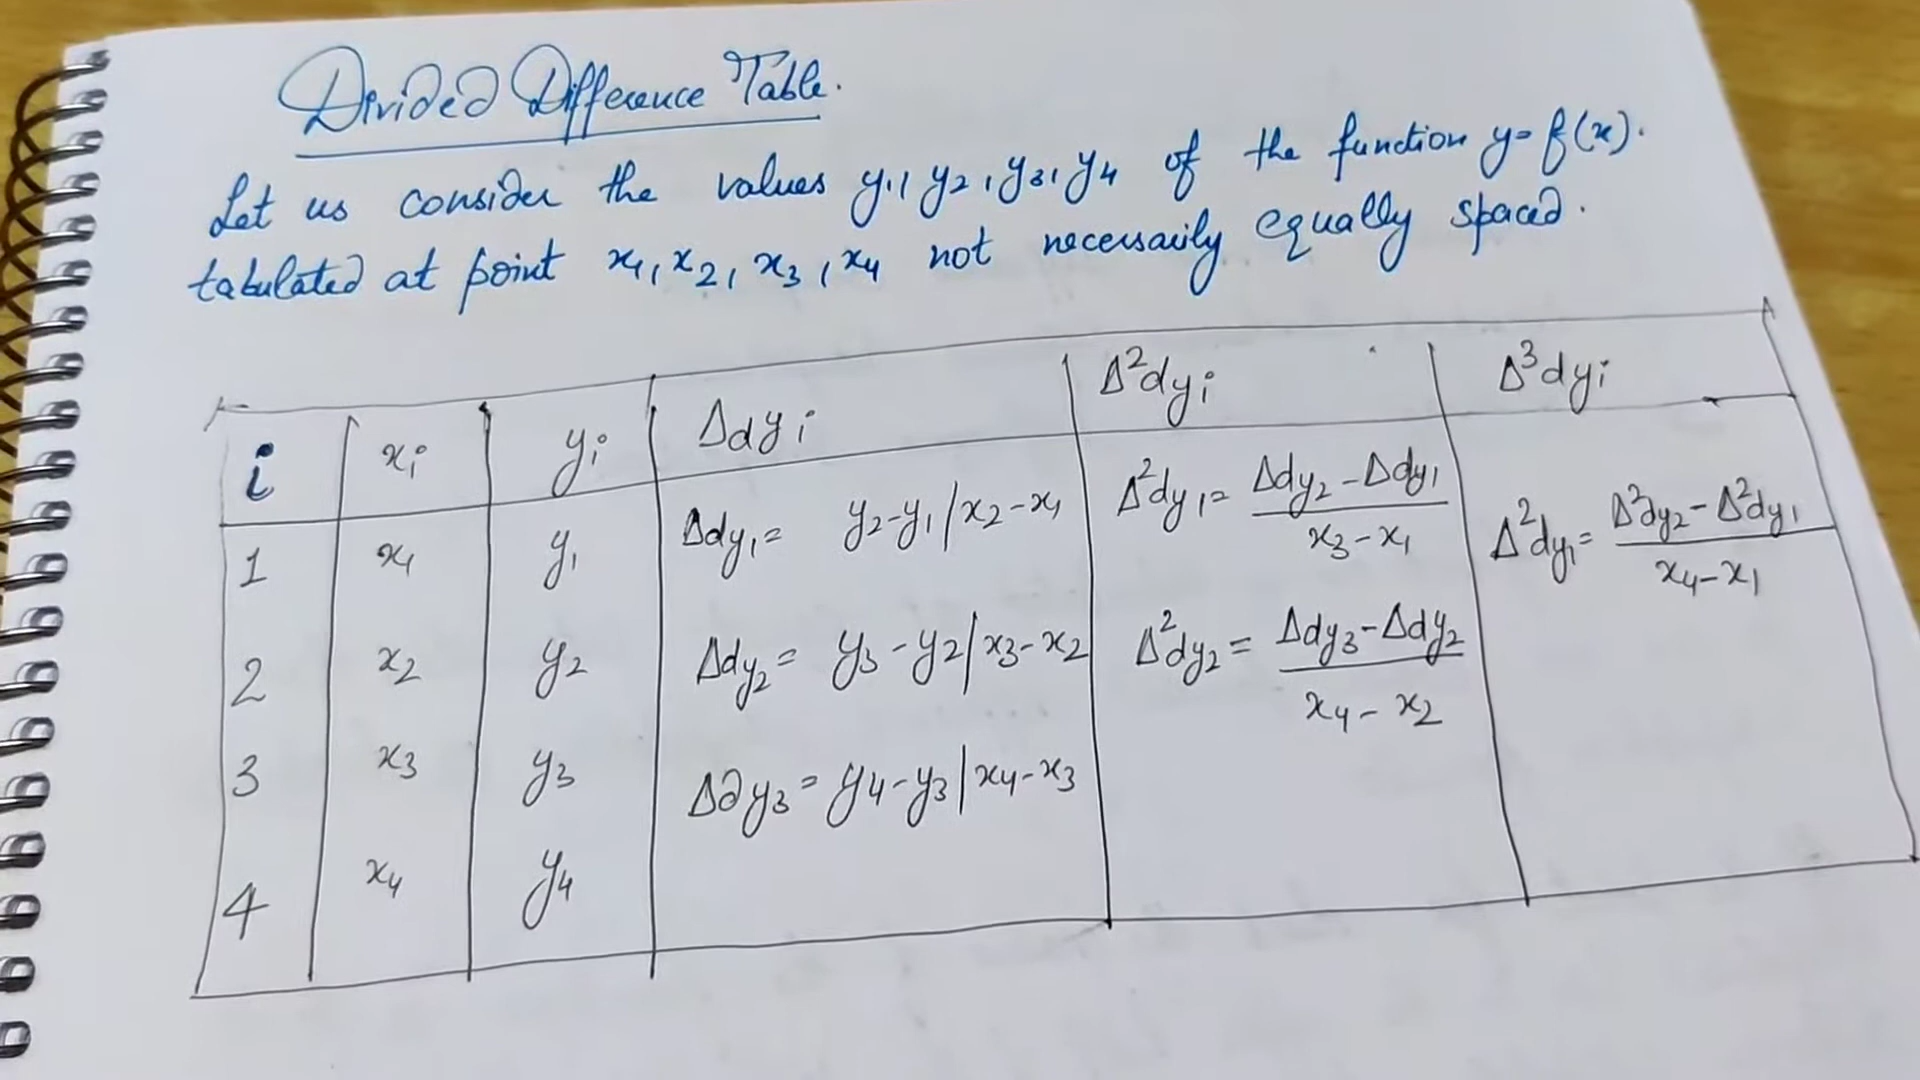 Divided Difference Table.
Let us consider the values y1, y2, y3, y4 of the function y=f(x).
tabulated at point x1, x2, x3, x4 not necessarily equally spaced.
i xi yi Δdyi Δ²dyi Δ³dyi
1 x1 y1 Δdy1= y2-y1/x2-x1 Δ²dy1= Δdy2-Δdy1/x3-x1 Δ²dy1= Δ²dy2-Δ²dy1/x4-x1
2 x2 y2 Δdy2= y3-y2/x3-x2 Δ²dy2= Δdy3-Δdy2/x4-x2
3 x3 y3 Δ∂y3= y4-y3/x4-x3
4 x4 y4